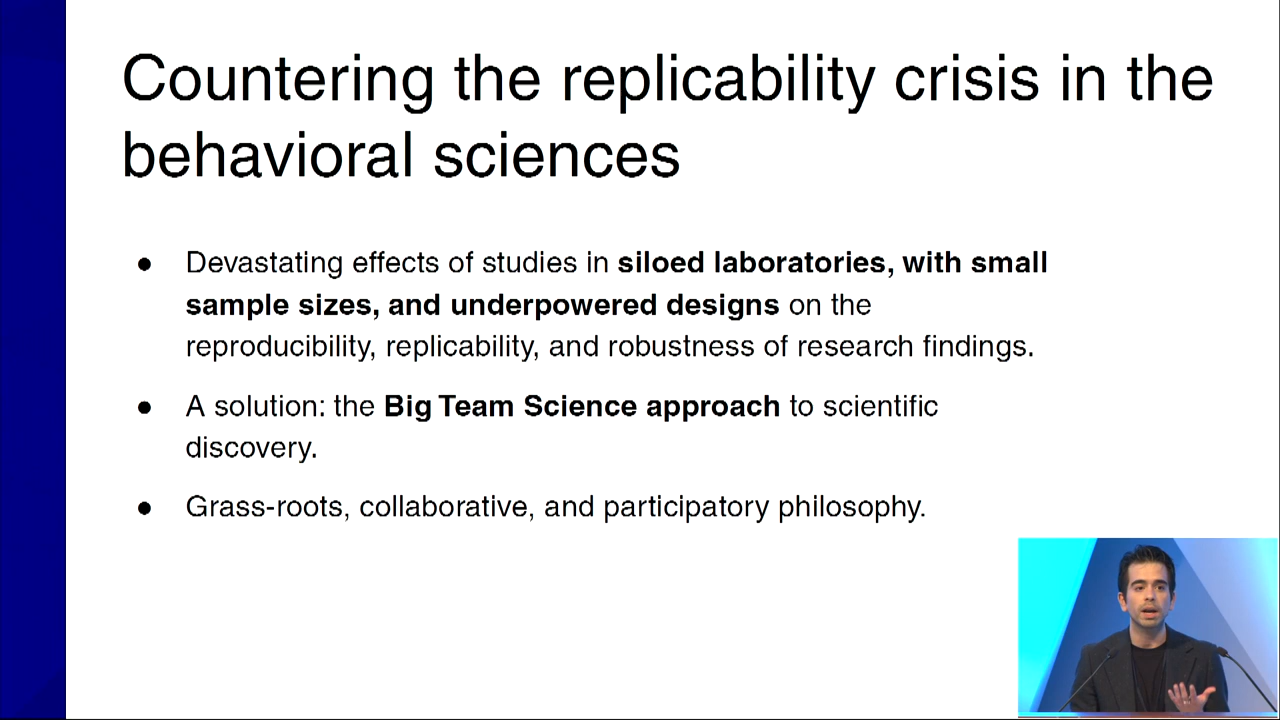 Countering the replicability crisis in the
behavioral sciences
● Devastating effects of studies in siloed laboratories, with small
sample sizes, and underpowered designs on the
reproducibility, replicability, and robustness of research findings.
● A solution: the Big Team Science approach to scientific
discovery.
● Grass-roots, collaborative, and participatory philosophy.